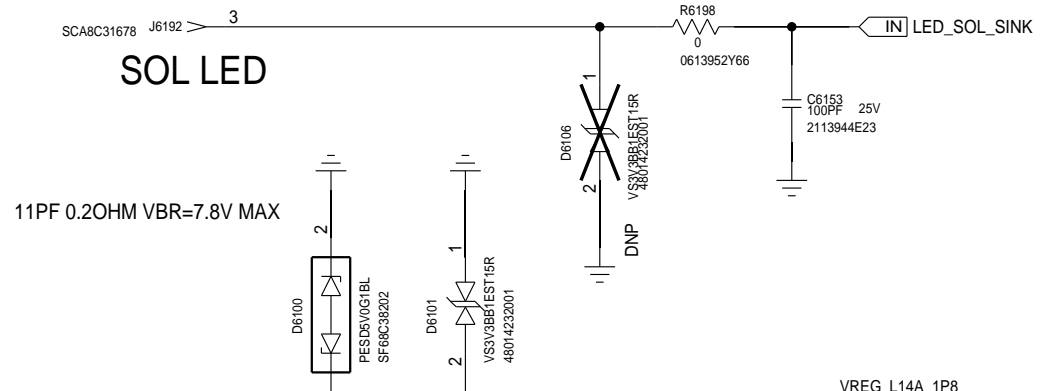 R6198
SCA8C31678 J6192 3 IN LED_SOL_SINK
0
0613952Y66
SOL LED
1
C6153
100PF 25V
2113944E23
D6106
VS3V3BB1EST15R
48014232001
2
DNP
11PF 0.2OHM VBR=7.8V MAX
2
D6100
PESD5V0G1BL
SF68C38202
1
D6101
VS3V3BB1EST15R
48014232001
2
VREG_L14A_1P8